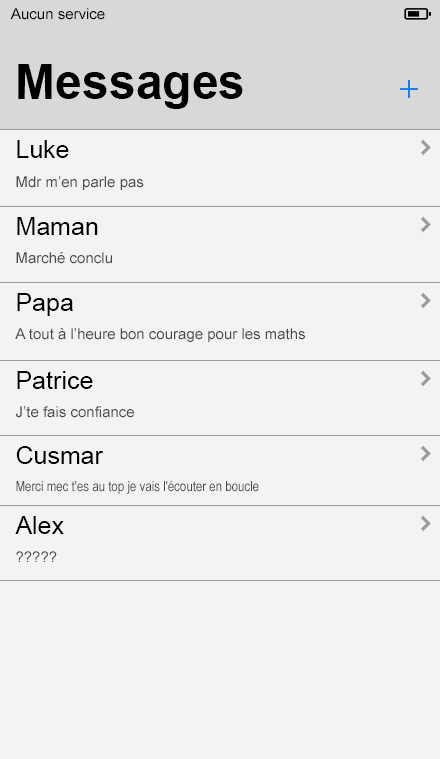 Aucun service
Messages
Luke
Mdr m'en parle pas
Maman
Marché conclu
Papa
A tout à l'heure bon courage pour les maths
Patrice
J'te fais confiance
Cusmar
Merci mec t'es au top je vais l'écouter en boucle
Alex
?????